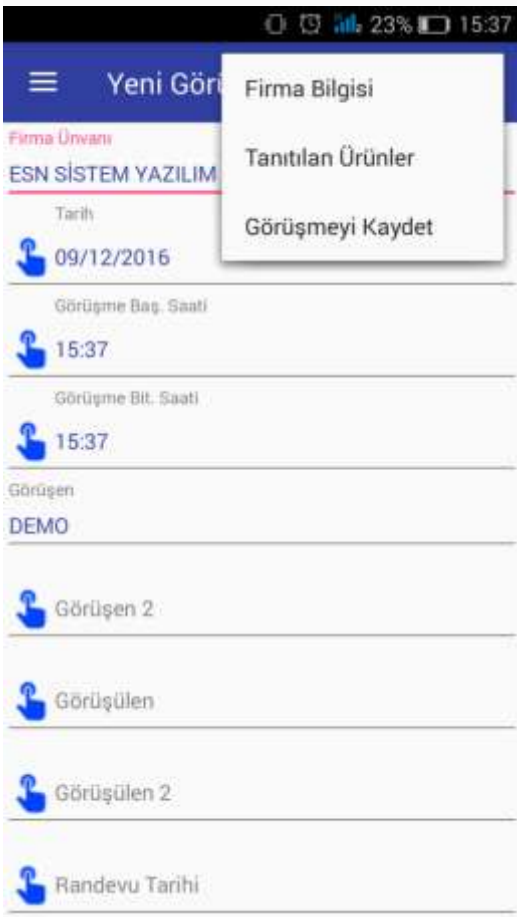 23% 15:37
Yeni Görü
Firma Bilgisi
Tanıtılan Ürünler
Görüşmeyi Kaydet
Firma Ünvanı
ESN SİSTEM YAZILIM
Tarih
09/12/2016
Görüşme Baş. Saati
15:37
Görüşme Bit. Saati
15:37
Görüşen
DEMO
Görüşen 2
Görüşülen
Görüşülen 2
Randevu Tarihi